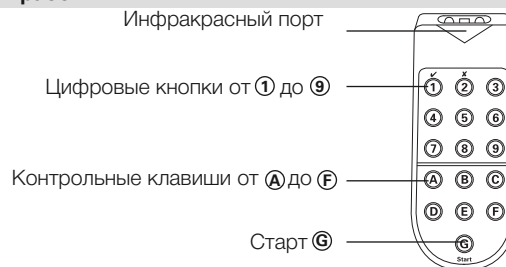 Инфракрасный порт
✔ ✘
Цифровые кнопки от ① до ⑨
① ② ③
④ ⑤ ⑥
⑦ ⑧ ⑨
Контрольные клавиши от Ⓐ до Ⓕ
Ⓐ Ⓑ Ⓒ
Ⓓ Ⓔ Ⓕ
Старт Ⓖ
Ⓖ
Start